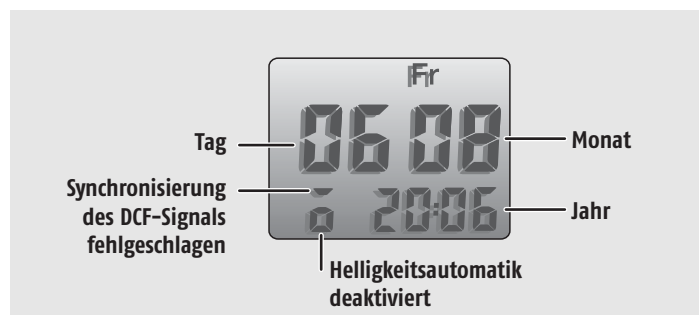 Fr
Tag
06 08
Monat
Synchronisierung
des DCF-Signals
fehlgeschlagen
20:06
Jahr
Helligkeitsautomatik
deaktiviert